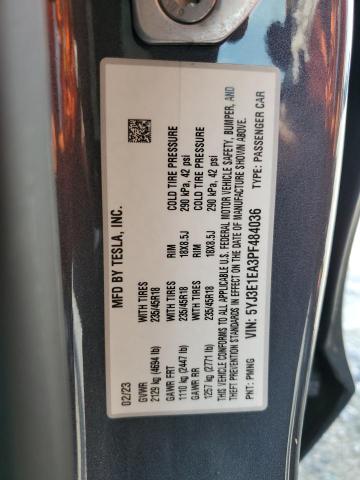 MFD BY TESLA, INC.
02/23
GVWR
2129 kg (4694 lb)
GAWR FRT
1110 kg (2447 lb)
WITH TIRES
235/45R18
RIM
18X8.5J
COLD TIRE PRESSURE
290 kPa, 42 psi
GAWR RR
1257 kg (2771 lb)
WITH TIRES
235/45R18
RIM
18X8.5J
COLD TIRE PRESSURE
290 kPa, 42 psi
THIS VEHICLE CONFORMS TO ALL APPLICABLE U.S. FEDERAL MOTOR VEHICLE SAFETY, BUMPER, AND
THEFT PREVENTION STANDARDS IN EFFECT ON THE DATE OF MANUFACTURE SHOWN ABOVE.
PNT: PMNG
VIN: 5YJ3E1EA3PF484036
TYPE: PASSENGER CAR